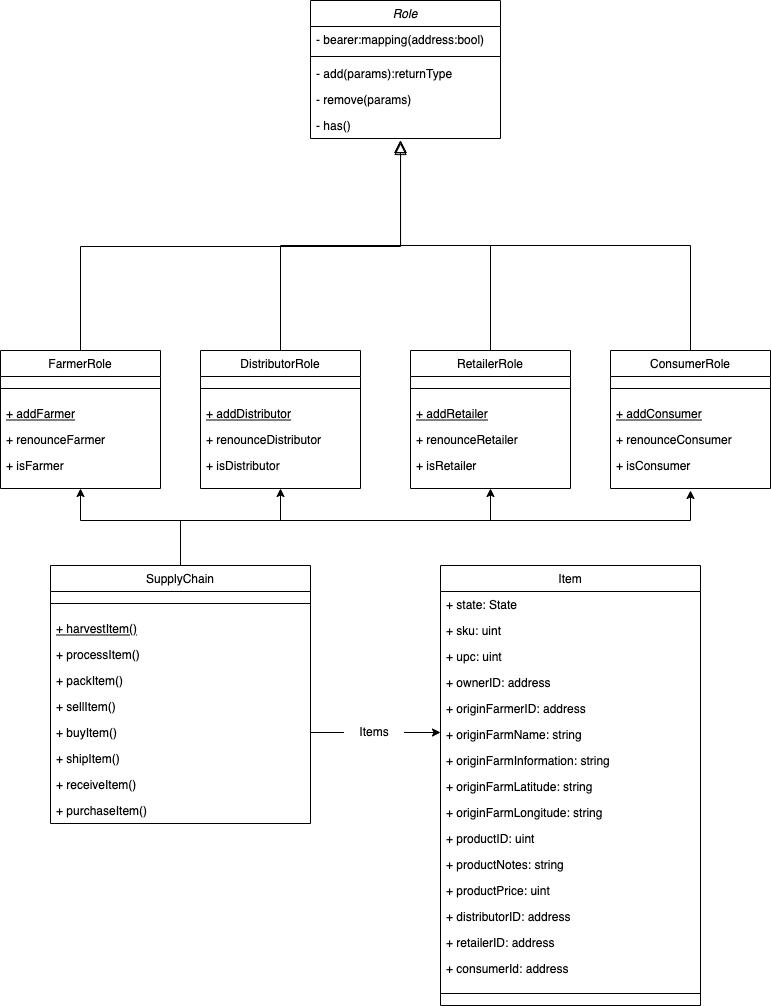 Role
- bearer:mapping(address:bool)
- add(params):returnType
- remove(params)
- has()
FarmerRole
+ addFarmer
+ renounceFarmer
+ isFarmer
DistributorRole
+ addDistributor
+ renounceDistributor
+ isDistributor
RetailerRole
+ addRetailer
+ renounceRetailer
+ isRetailer
ConsumerRole
+ addConsumer
+ renounceConsumer
+ isConsumer
SupplyChain
+ harvestItem()
+ processItem()
+ packItem()
+ sellItem()
+ buyItem()
+ shipItem()
+ receiveItem()
+ purchaseItem()
Items
Item
+ state: State
+ sku: uint
+ upc: uint
+ ownerID: address
+ originFarmerID: address
+ originFarmName: string
+ originFarmInformation: string
+ originFarmLatitude: string
+ originFarmLongitude: string
+ productID: uint
+ productNotes: string
+ productPrice: uint
+ distributorID: address
+ retailerID: address
+ consumerId: address